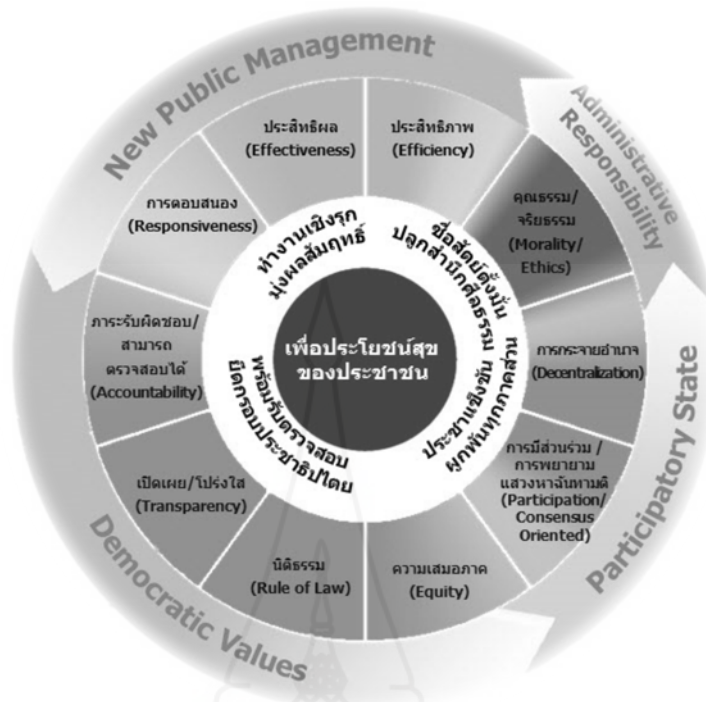 New Public Management
Administrative
Responsibility
Participatory State
Democratic Values
ประสิทธิผล
(Effectiveness)
ประสิทธิภาพ
(Efficiency)
คุณธรรม/
จริยธรรม
(Morality/
Ethics)
การกระจายอำนาจ
(Decentralization)
การมีส่วนร่วม /
การพยายาม
แสวงหาฉันทามติ
(Participation/
Consensus
Oriented)
ความเสมอภาค
(Equity)
นิติธรรม
(Rule of Law)
เปิดเผย/โปร่งใส
(Transparency)
ภาระรับผิดชอบ/
สามารถ
ตรวจสอบได้
(Accountability)
การตอบสนอง
(Responsiveness)
ทำงานเชิงรุก
มุ่งผลสัมฤทธิ์
ซื่อสัตย์ตั้งมั่น
ปลูกสำนึกศีลธรรม
ประชาแข็งขัน
ผูกพันทุกภาคส่วน
พร้อมรับตรวจสอบ
ยึดกรอบประชาธิปไตย
เพื่อประโยชน์สุข
ของประชาชน